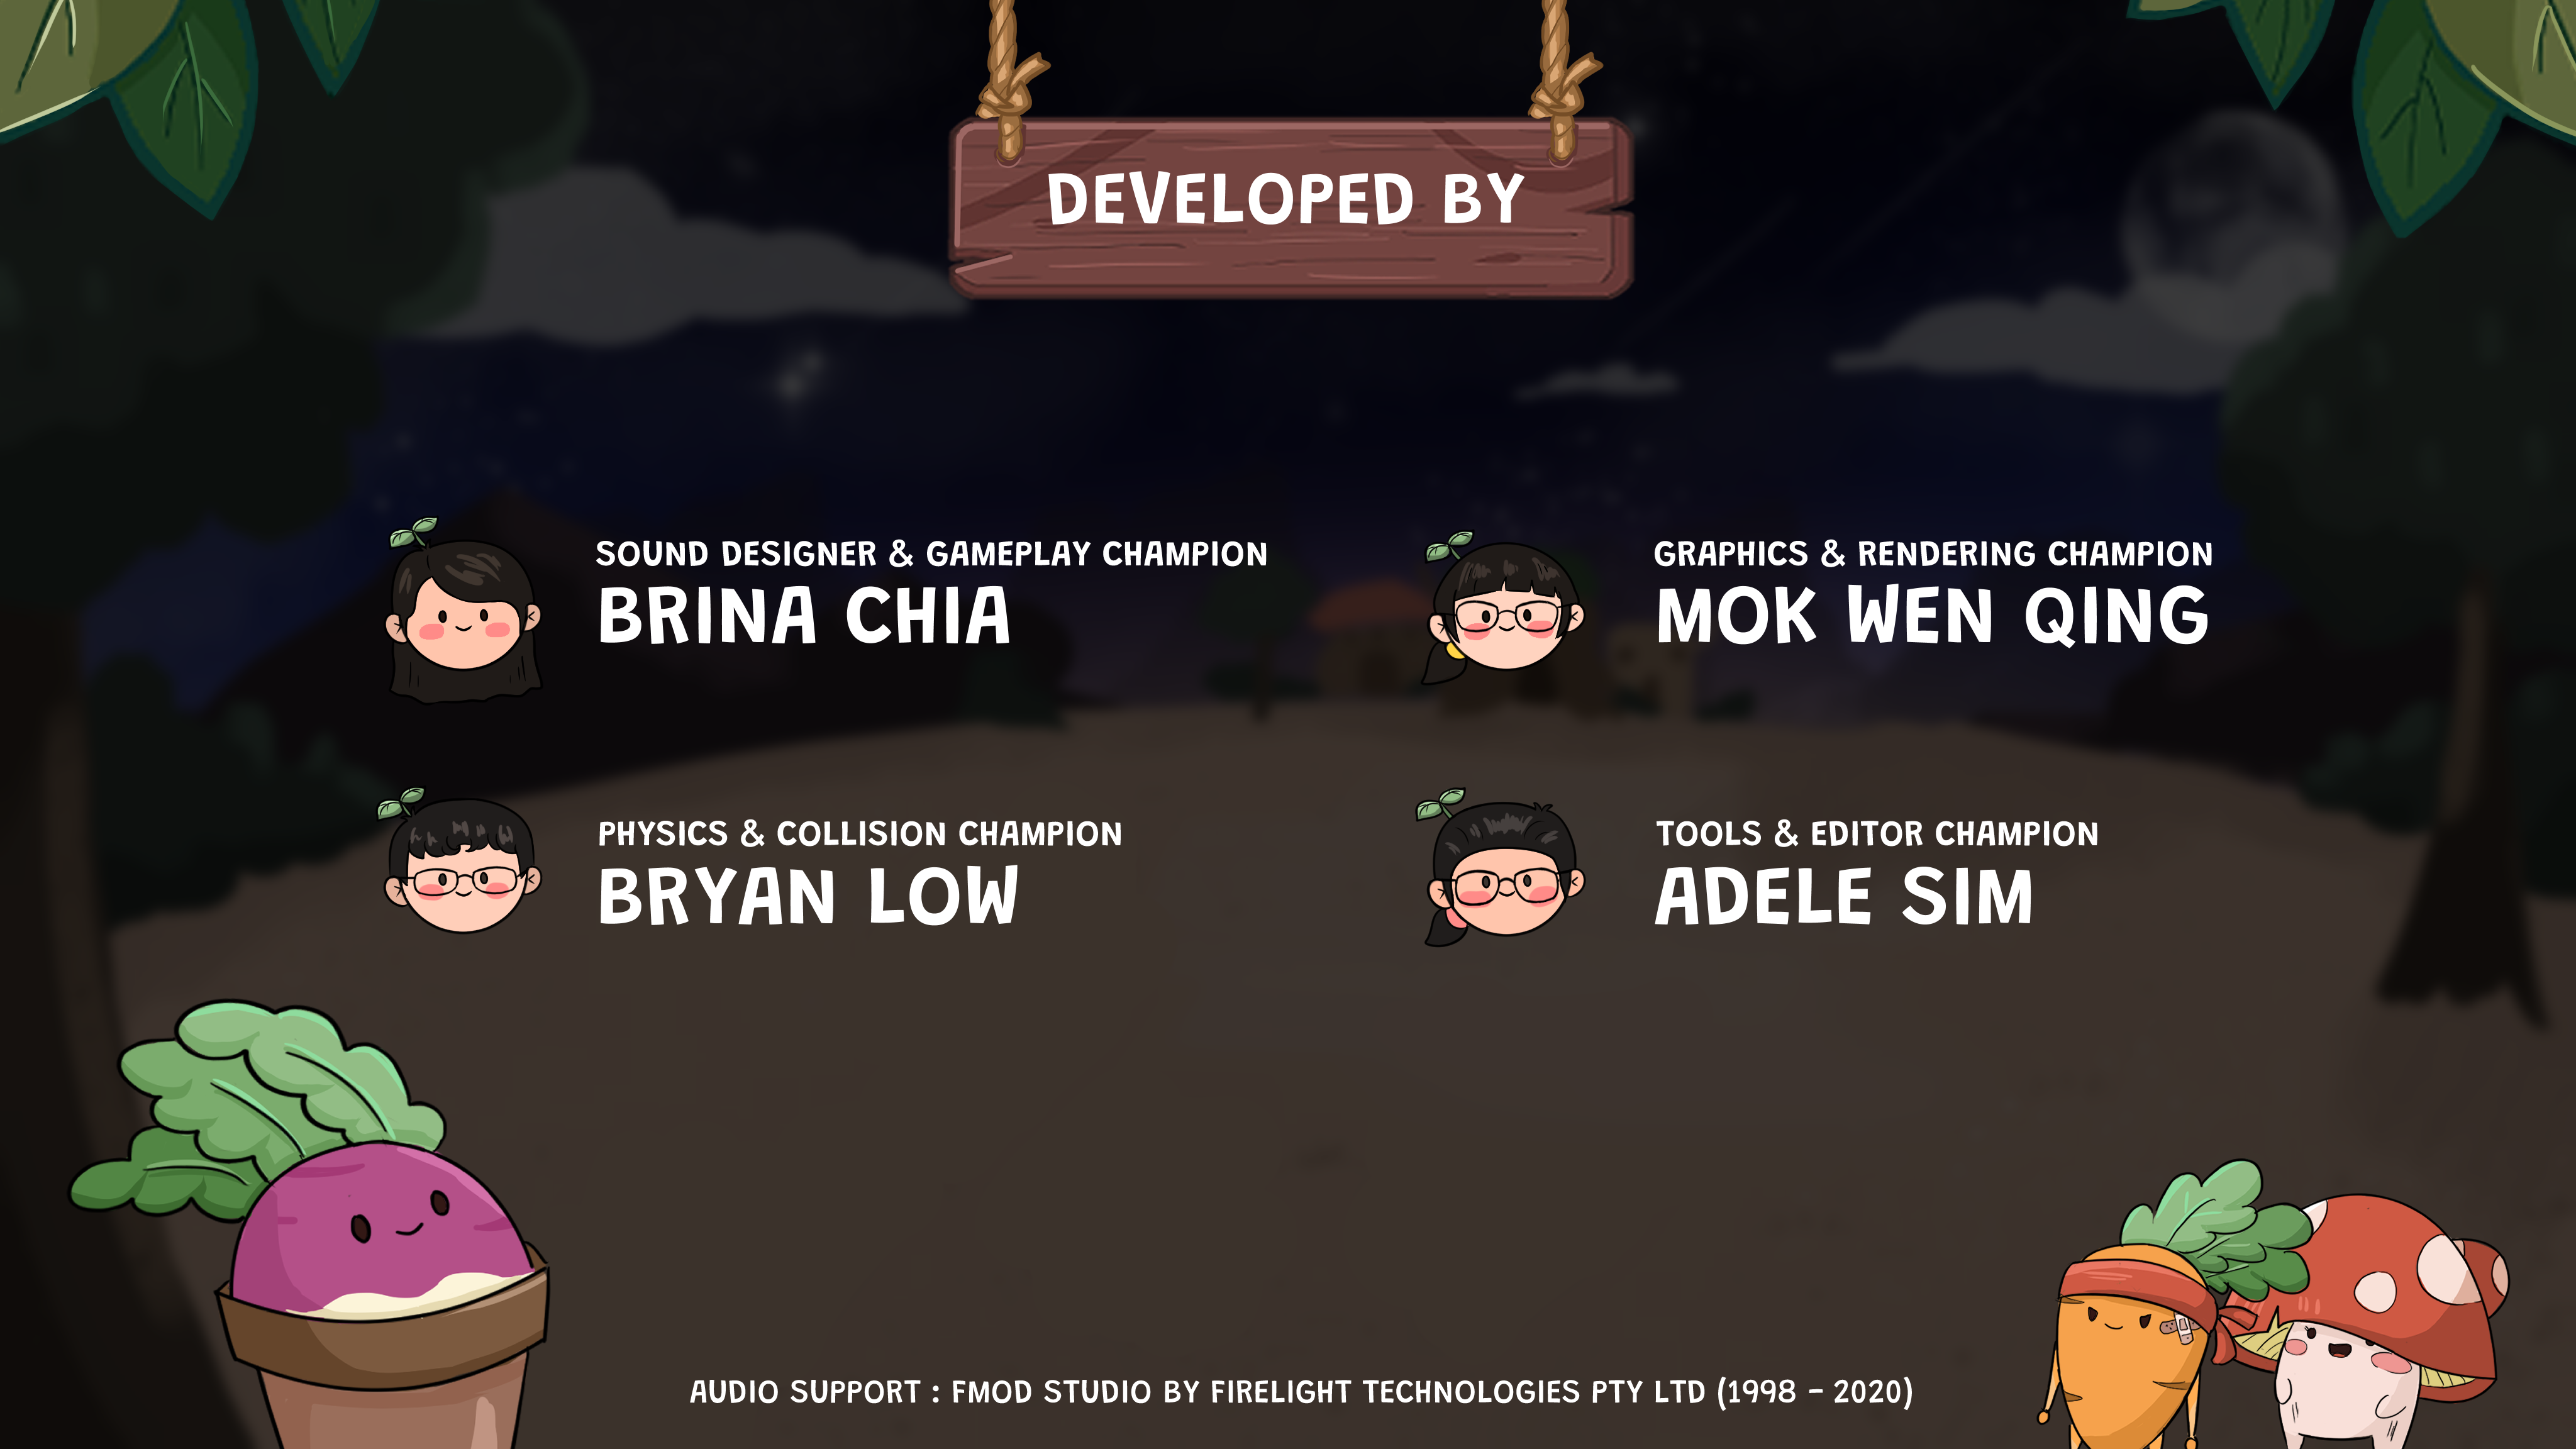 DEVELOPED BY
SOUND DESIGNER & GAMEPLAY CHAMPION
BRINA CHIA
GRAPHICS & RENDERING CHAMPION
MOK WEN QING
PHYSICS & COLLISION CHAMPION
BRYAN LOW
TOOLS & EDITOR CHAMPION
ADELE SIM
AUDIO SUPPORT : FMOD STUDIO BY FIRELIGHT TECHNOLOGIES PTY LTD (1998 - 2020)